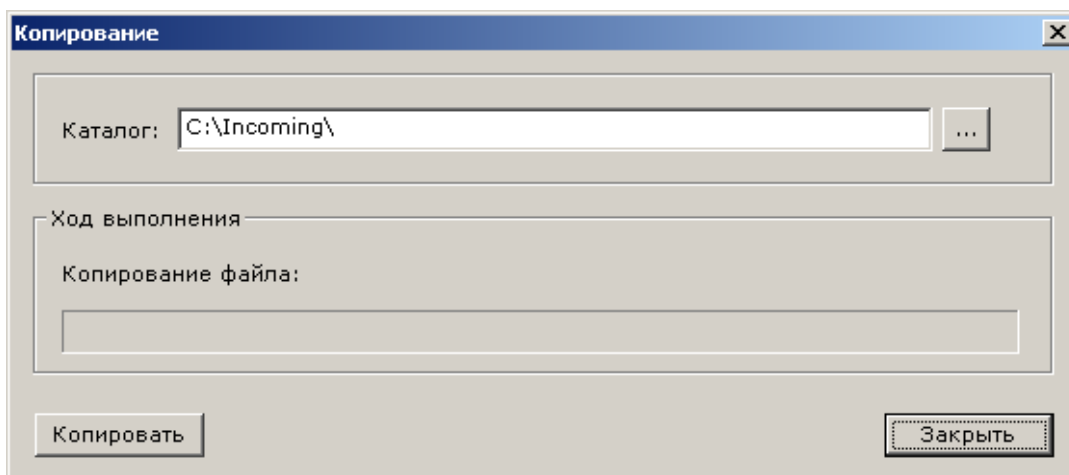 Копирование
Каталог: C:\Incoming\ ...
Ход выполнения
Копирование файла:
Копировать Закрыть